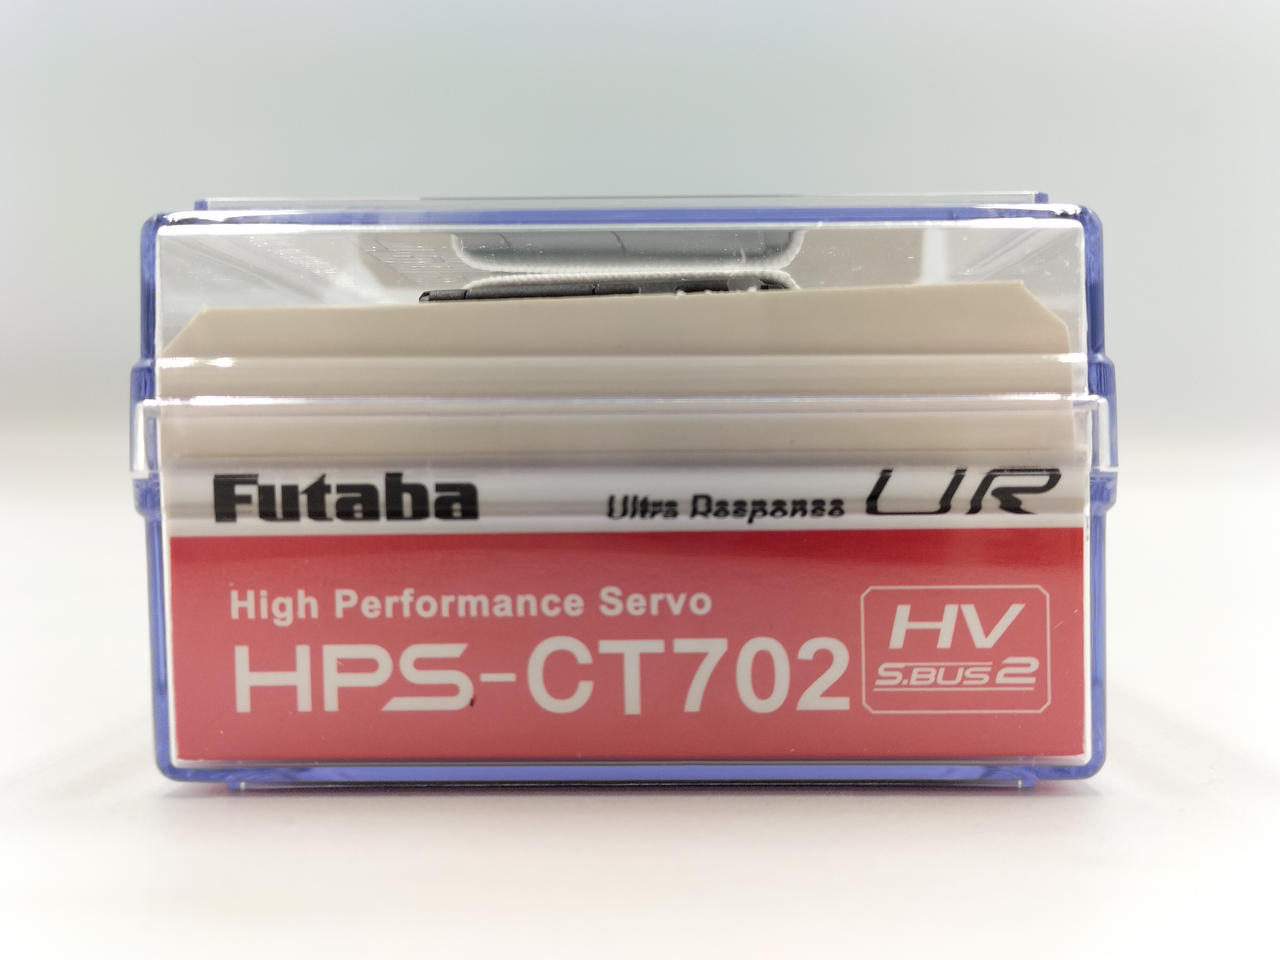 Futaba
Ultra Response UR
High Performance Servo
HPS-CT702
HV
S.BUS2